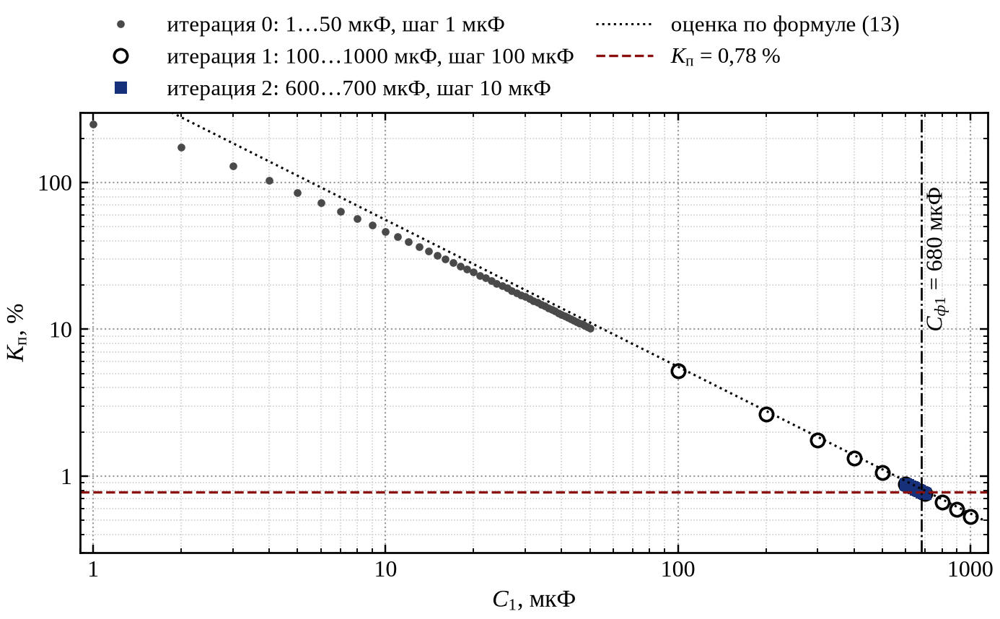 итерация 0: 1…50 мкФ, шаг 1 мкФ
итерация 1: 100…1000 мкФ, шаг 100 мкФ
итерация 2: 600…700 мкФ, шаг 10 мкФ
оценка по формуле (13)
Kп = 0,78 %
Kп, %
100
10
1
Cф1 = 680 мкФ
1
10
100
1000
C1, мкФ